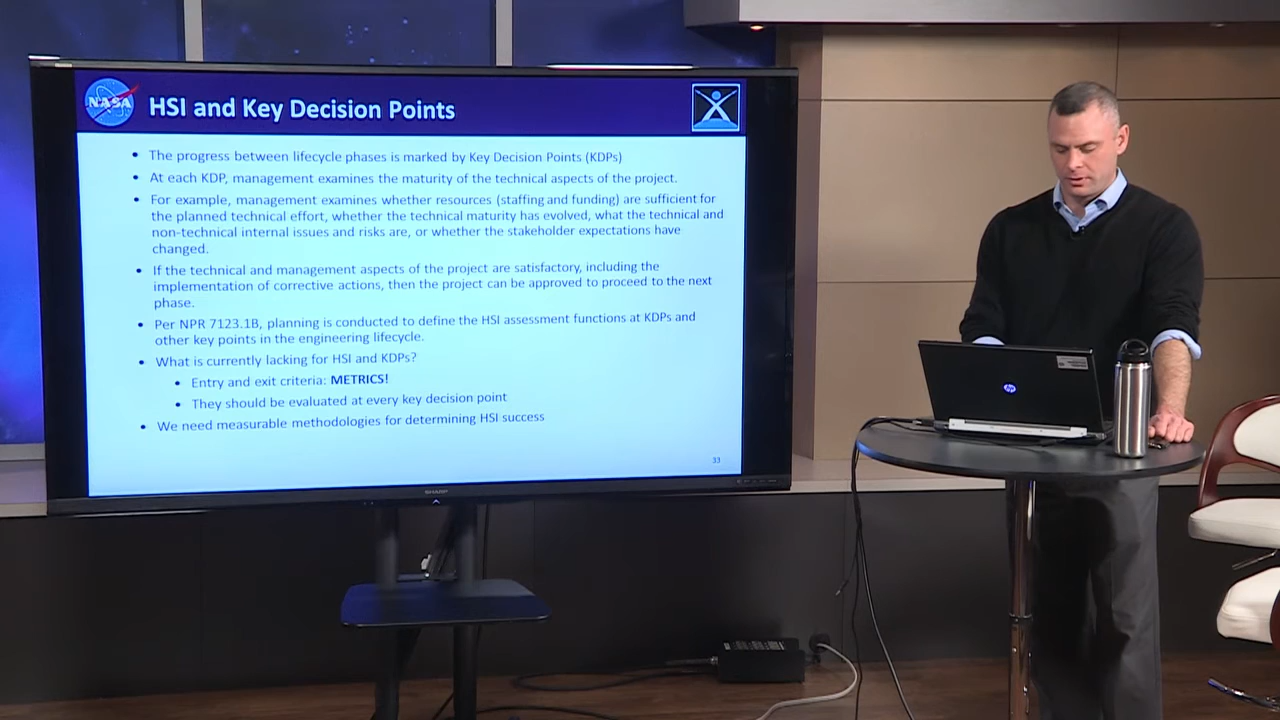 NASA
HSI and Key Decision Points
• The progress between lifecycle phases is marked by Key Decision Points (KDPs)
• At each KDP, management examines the maturity of the technical aspects of the project.
• For example, management examines whether resources (staffing and funding) are sufficient for
the planned technical effort, whether the technical maturity has evolved, what the technical and
non-technical internal issues and risks are, or whether the stakeholder expectations have
changed.
• If the technical and management aspects of the project are satisfactory, including the
implementation of corrective actions, then the project can be approved to proceed to the next
phase.
• Per NPR 7123.1B, planning is conducted to define the HSI assessment functions at KDPs and
other key points in the engineering lifecycle.
• What is currently lacking for HSI and KDPs?
• Entry and exit criteria: METRICS!
• They should be evaluated at every key decision point
• We need measurable methodologies for determining HSI success
33
SHARP
hp